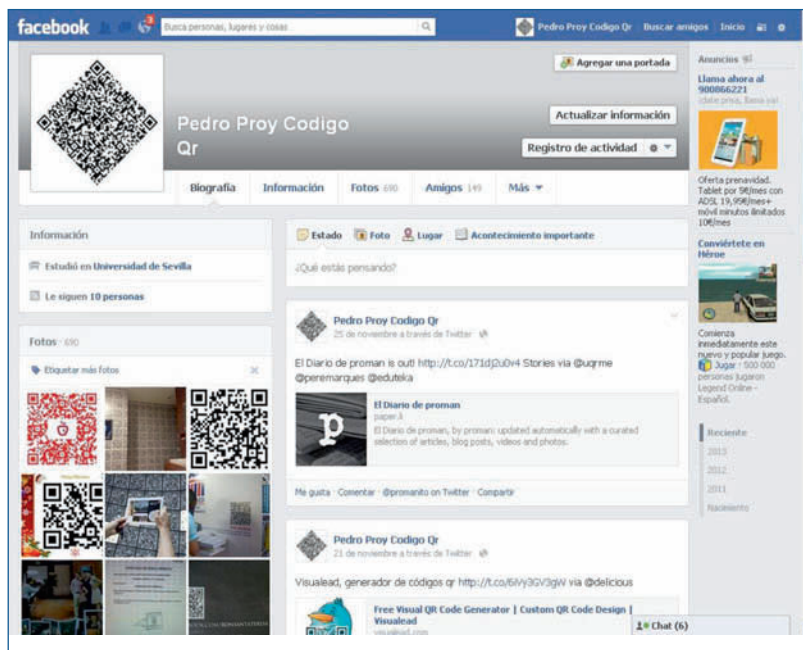 facebook
3
Busca personas, lugares y cosas
Pedro Proy Codigo Qr
Buscar amigos
Inicio
Agregar una portada
Actualizar información
Registro de actividad
Pedro Proy Codigo
Qr
Biografía
Información
Fotos 690
Amigos 149
Más
Información
Estudió en Universidad de Sevilla
Le siguen 10 personas
Fotos · 690
Etiquetar más fotos
Estado
Foto
Lugar
Acontecimiento importante
¿Qué estás pensando?
Pedro Proy Codigo Qr
25 de noviembre a través de Twitter
El Diario de proman is out! http://t.co/171dj2u0v4 Stories via @uqrme
@peremarques @eduteka
p
El Diario de proman
paper.li
El Diario de proman, by proman: updated automatically with a curated
selection of articles, blog posts, videos and photos.
Me gusta · Comentar · @promanito on Twitter · Compartir
Pedro Proy Codigo Qr
21 de noviembre a través de Twitter
Visualead, generador de códigos qr http://t.co/6iVy3GV3gW via @delicious
Free Visual QR Code Generator | Custom QR Code Design |
Visualead
visualead.com
Anuncios
Llama ahora al
900866221
¡date prisa, llama ya!
Oferta prenavidad.
Tablet por 5€/mes con
ADSL 19,95€/mes+
móvil minutos ilimitados
10€/mes
Conviértete en
Héroe
Comienza
inmediatamente este
nuevo y popular juego.
Jugar · 500 000
personas jugaron
Legend Online -
Español.
Reciente
2013
2012
2011
Nacimiento
Chat (6)